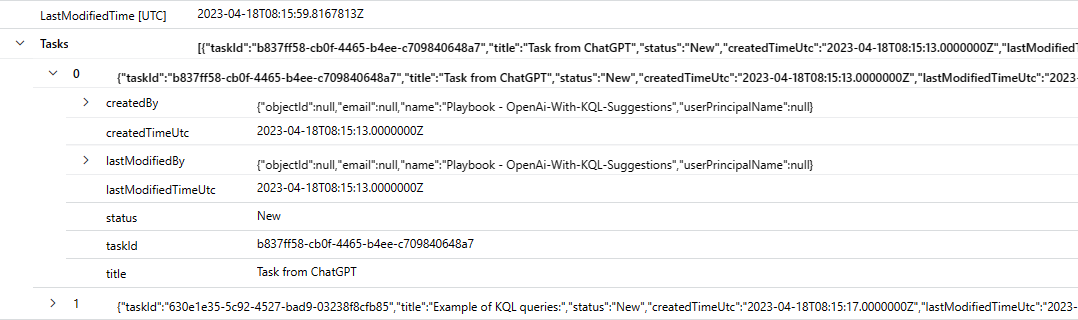 LastModifiedTime [UTC] 2023-04-18T08:15:59.8167813Z
Tasks [{"taskId":"b837ff58-cb0f-4465-b4ee-c709840648a7","title":"Task from ChatGPT","status":"New","createdTimeUtc":"2023-04-18T08:15:13.0000000Z","lastModifiedTim
0 {"taskId":"b837ff58-cb0f-4465-b4ee-c709840648a7","title":"Task from ChatGPT","status":"New","createdTimeUtc":"2023-04-18T08:15:13.0000000Z","lastModifiedTimeUtc":"2023-
createdBy {"objectId":null,"email":null,"name":"Playbook - OpenAi-With-KQL-Suggestions","userPrincipalName":null}
createdTimeUtc 2023-04-18T08:15:13.0000000Z
lastModifiedBy {"objectId":null,"email":null,"name":"Playbook - OpenAi-With-KQL-Suggestions","userPrincipalName":null}
lastModifiedTimeUtc 2023-04-18T08:15:13.0000000Z
status New
taskId b837ff58-cb0f-4465-b4ee-c709840648a7
title Task from ChatGPT
1 {"taskId":"630e1e35-5c92-4527-bad9-03238f8cfb85","title":"Example of KQL queries:","status":"New","createdTimeUtc":"2023-04-18T08:15:17.0000000Z","lastModifiedTimeUtc":"2023-